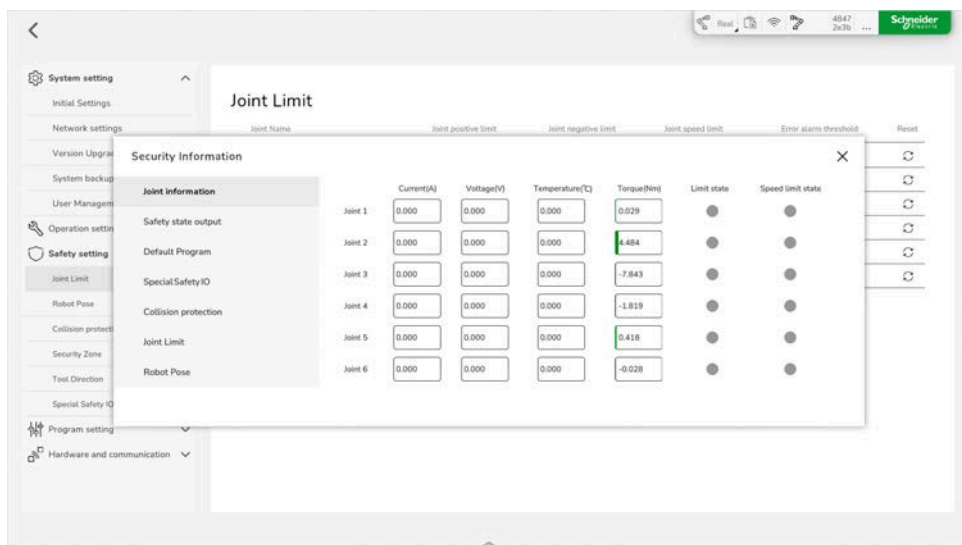 Real
4847
2e3b
...
Schneider
Electric
System setting
Initial Settings
Network settings
Version Upgrad
System backup
User Managem
Operation settin
Safety setting
Joint Limit
Robot Pose
Collision protecti
Security Zone
Tool Direction
Special Safety IO
Program setting
Hardware and communication
Joint Limit
Joint Name Joint positive limit Joint negative limit Joint speed limit Error alarm threshold Reset
Security Information
Joint information
Safety state output
Default Program
SpecialSafetyIO
Collision protection
Joint Limit
Robot Pose
Current(A) Voltage(V) Temperature(℃) Torque(Nm) Limit state Speed limit state
Joint 1 0.000 0.000 0.000 0.029
Joint 2 0.000 0.000 0.000 4.484
Joint 3 0.000 0.000 0.000 -7.843
Joint 4 0.000 0.000 0.000 -1.819
Joint 5 0.000 0.000 0.000 0.418
Joint 6 0.000 0.000 0.000 -0.028